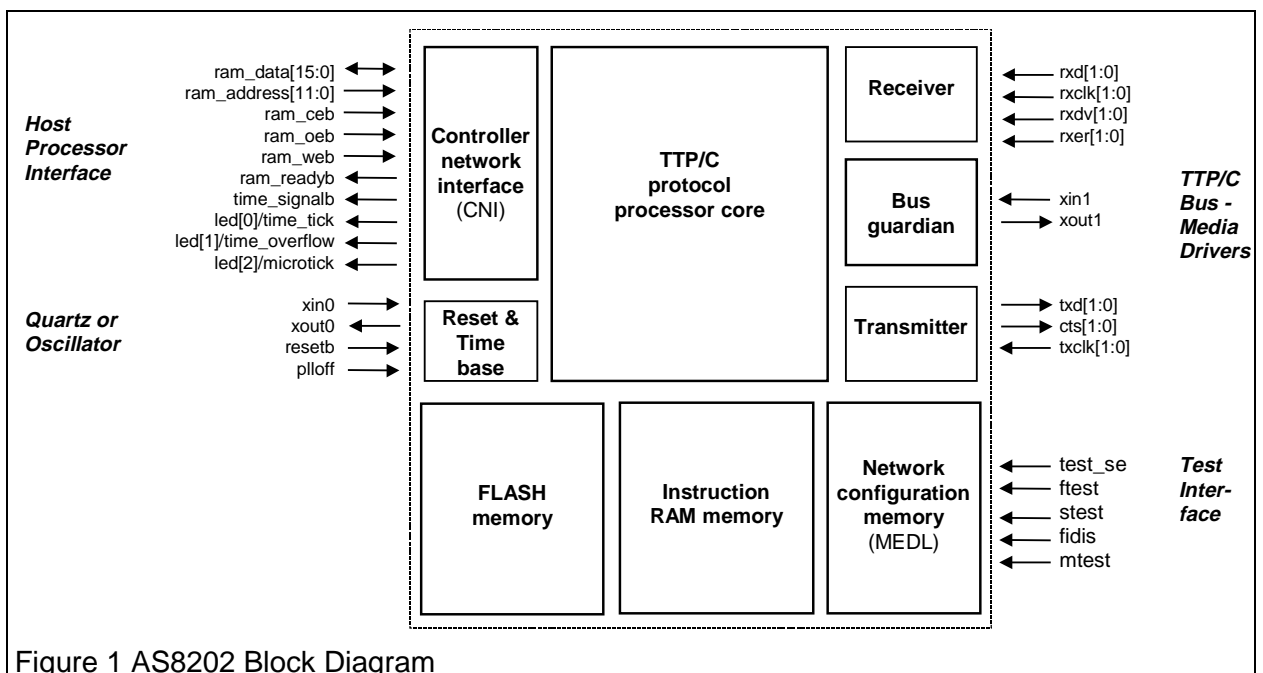 Host
Processor
Interface
ram_data[15:0]
ram_address[11:0]
ram_ceb
ram_oeb
ram_web
ram_readyb
time_signalb
led[0]/time_tick
led[1]/time_overflow
led[2]/microtick
Quartz or
Oscillator
xin0
xout0
resetb
plloff
Controller
network
interface
(CNI)
Reset &
Time
base
TTP/C
protocol
processor core
Receiver
Bus
guardian
Transmitter
rxd[1:0]
rxclk[1:0]
rxdv[1:0]
rxer[1:0]
xin1
xout1
txd[1:0]
cts[1:0]
txclk[1:0]
TTP/C
Bus -
Media
Drivers
FLASH
memory
Instruction
RAM memory
Network
configuration
memory
(MEDL)
test_se
ftest
stest
fidis
mtest
Test
Inter-
face
Figure 1 AS8202 Block Diagram